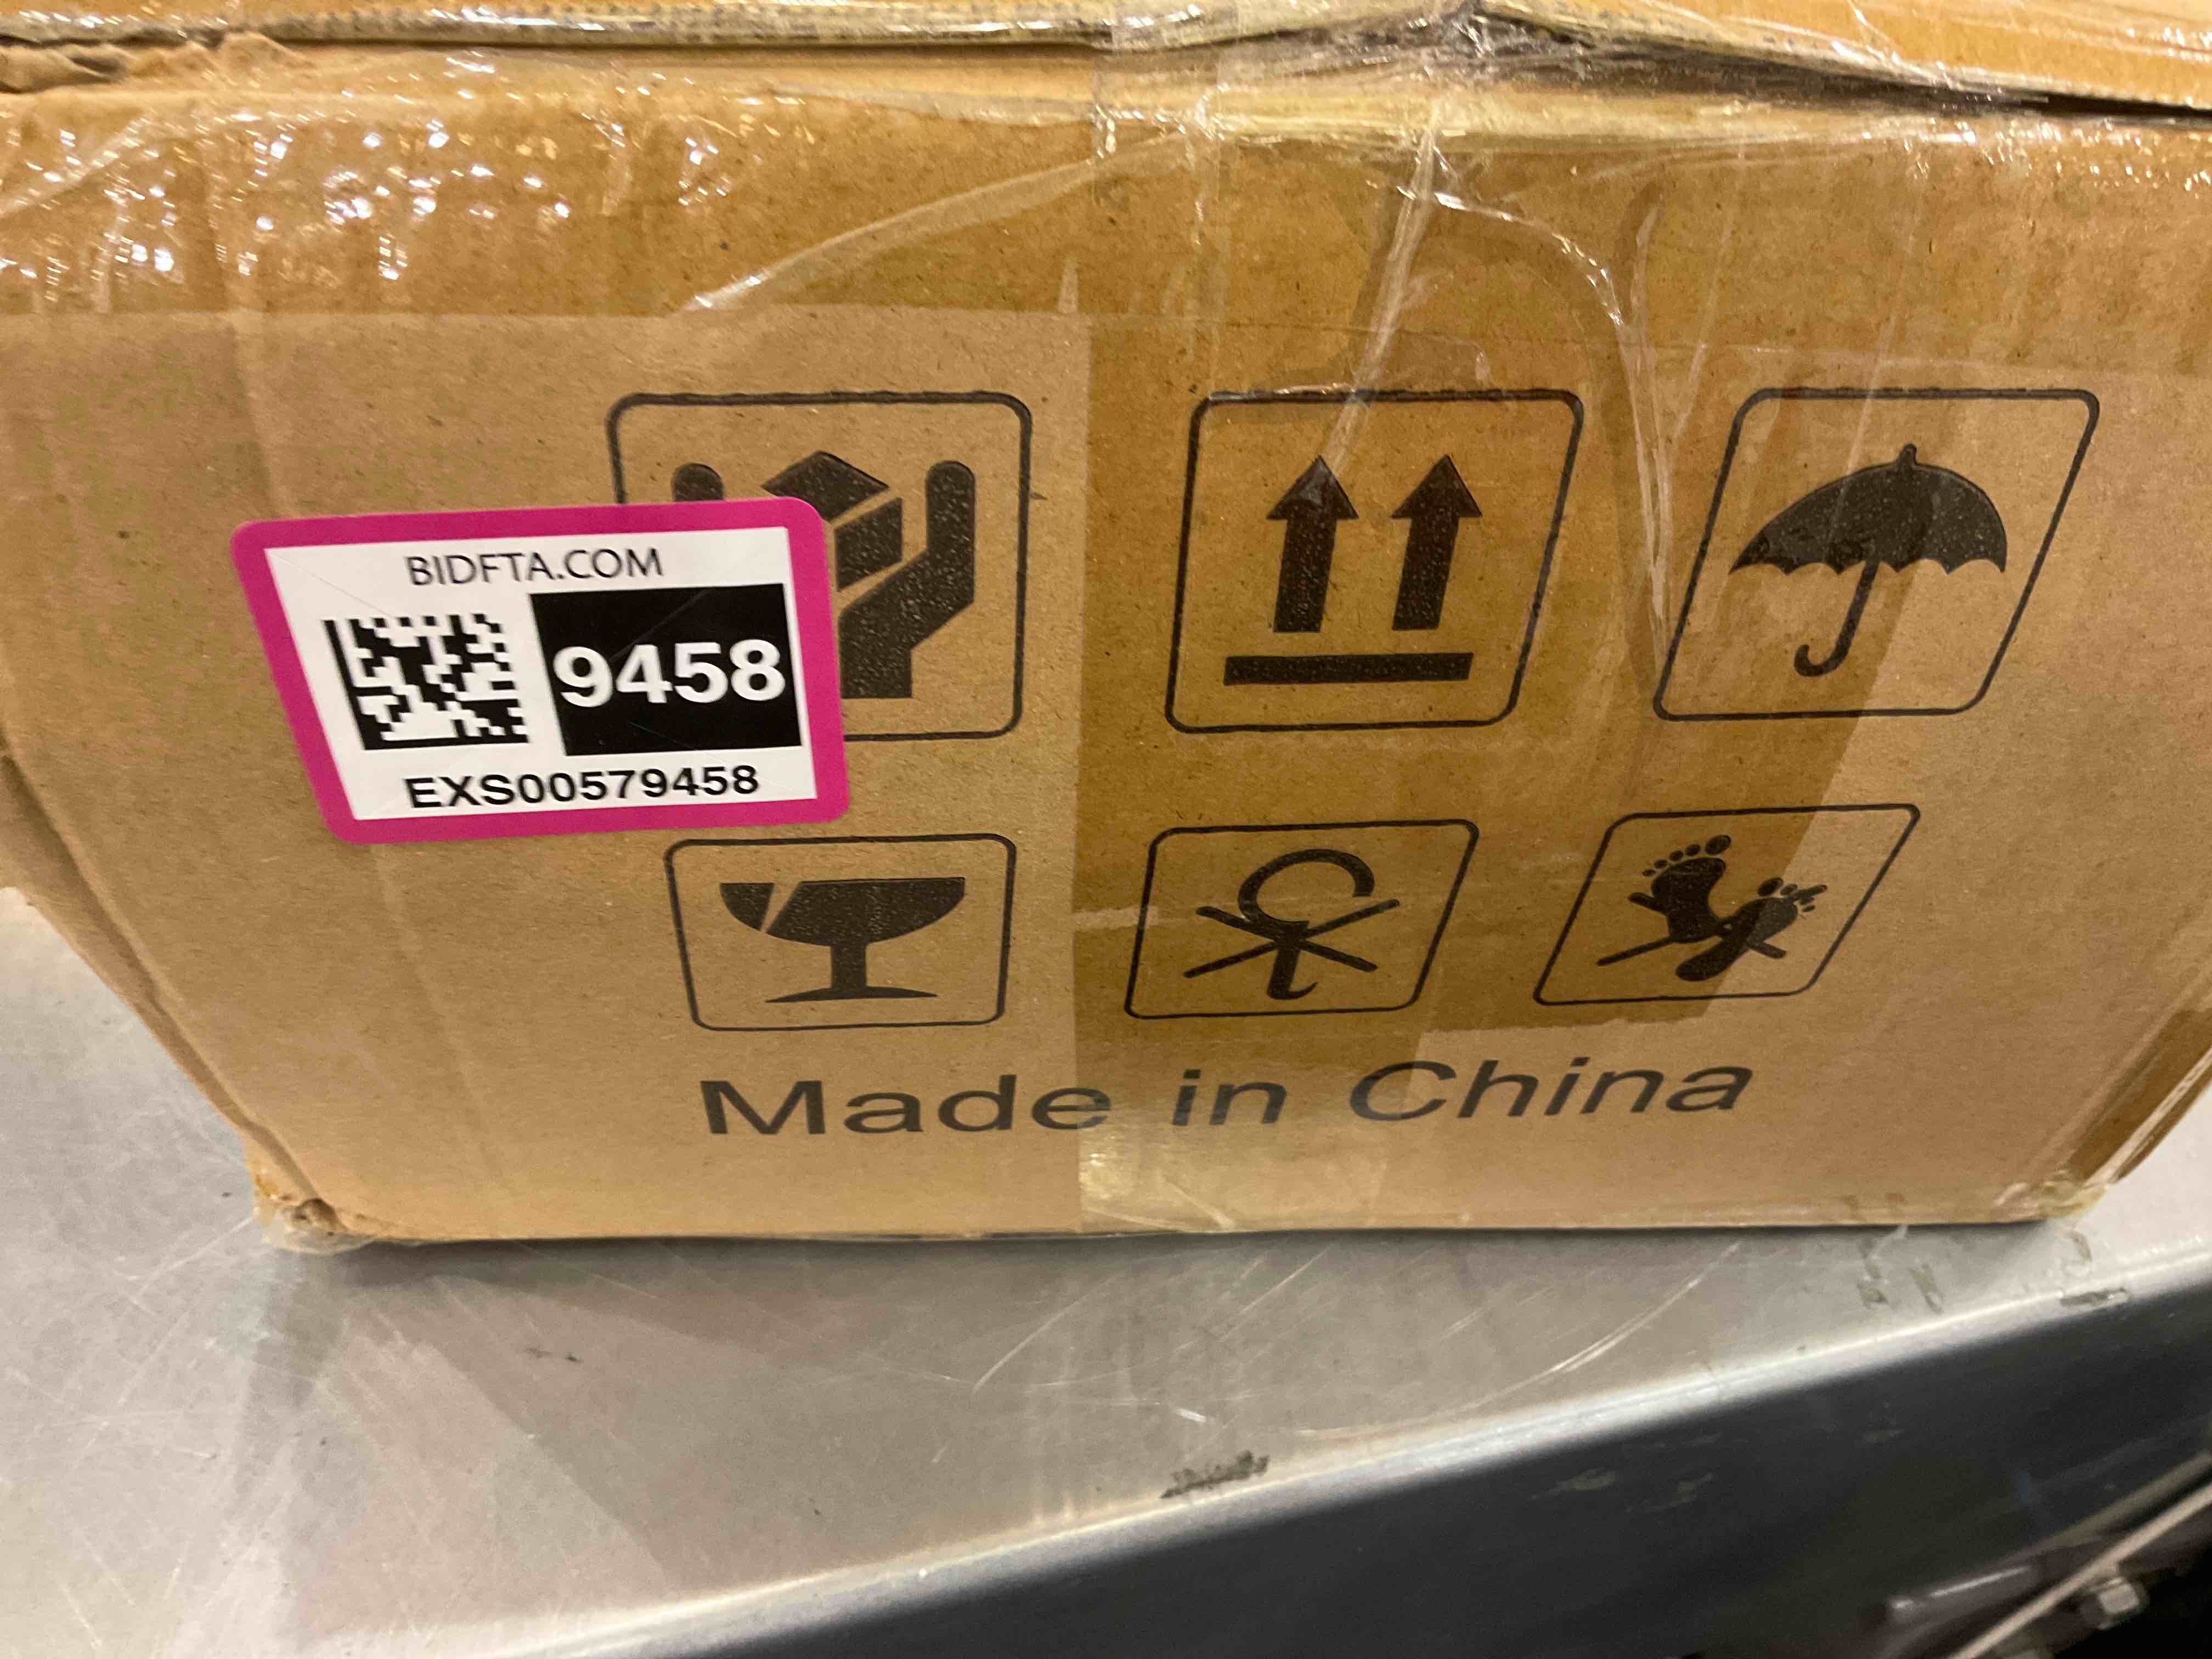 BIDFTA.COM
9458
EXS00579458
Made in China